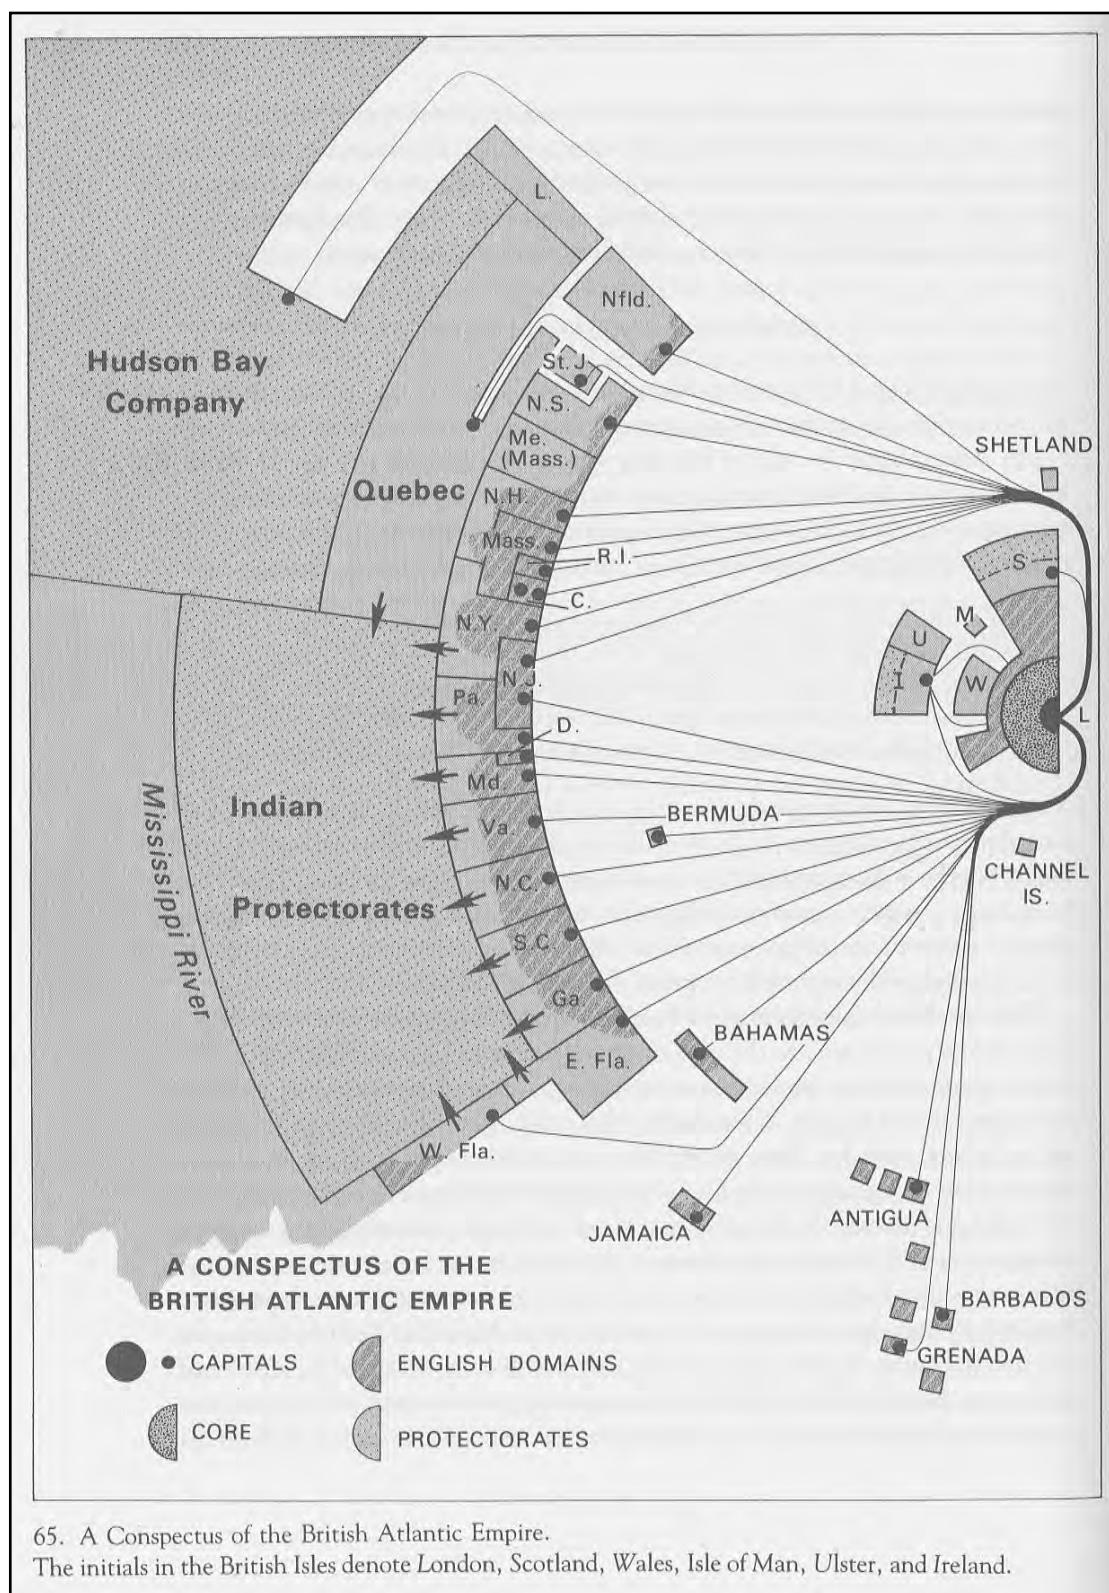 L.
Nfld.
St. J
N.S.
Me.
(Mass.)
Hudson Bay
Company
Quebec
N.H.
Mass.
R.I.
C.
N.Y.
N.J.
Pa.
D.
Md.
Va
N.C.
S.C
Ga
E. Fla.
W. Fla.
Indian
Protectorates
Mississippi River
SHETLAND
S
M
U
I
W
L
BERMUDA
CHANNEL
IS.
BAHAMAS
JAMAICA
ANTIGUA
BARBADOS
GRENADA
A CONSPECTUS OF THE
BRITISH ATLANTIC EMPIRE
CAPITALS
ENGLISH DOMAINS
CORE
PROTECTORATES
65. A Conspectus of the British Atlantic Empire.
The initials in the British Isles denote London, Scotland, Wales, Isle of Man, Ulster, and Ireland.